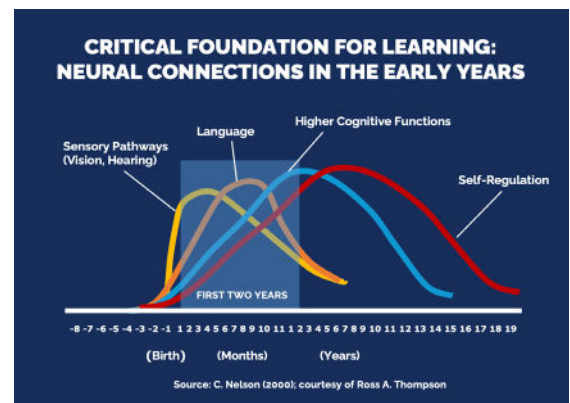 CRITICAL FOUNDATION FOR LEARNING:
NEURAL CONNECTIONS IN THE EARLY YEARS
Sensory Pathways
(Vision, Hearing)
Language
Higher Cognitive Functions
Self-Regulation
FIRST TWO YEARS
-8 -7 -6 -5 -4 -3 -2 -1 1 2 3 4 5 6 7 8 9 10 11 1 2 3 4 5 6 7 8 9 10 11 12 13 14 15 16 17 18 19
(Birth) (Months) (Years)
Source: C. Nelson (2000); courtesy of Ross A. Thompson